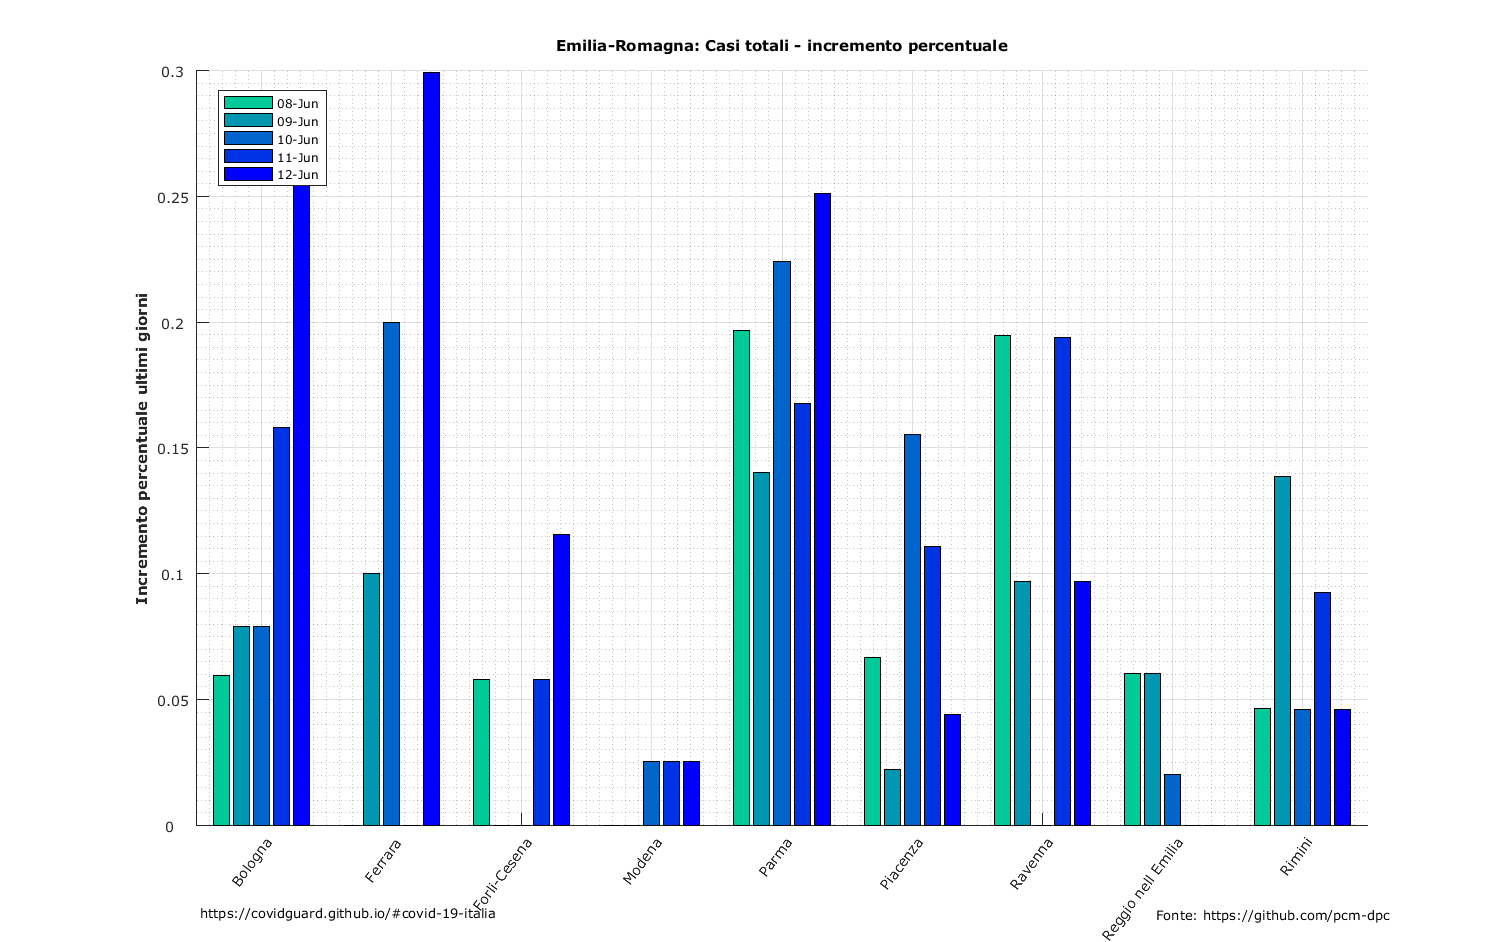 Emilia-Romagna: Casi totali - incremento percentuale
0.3
0.25
0.2
0.15
0.1
0.05
0
Incremento percentuale ultimi giorni
08-Jun
09-Jun
10-Jun
11-Jun
12-Jun
Bologna
Ferrara
Forlì-Cesena
Modena
Parma
Piacenza
Ravenna
Reggio nell Emilia
Rimini
https://covidguard.github.io/#covid-19-italia
Fonte: https://github.com/pcm-dpc